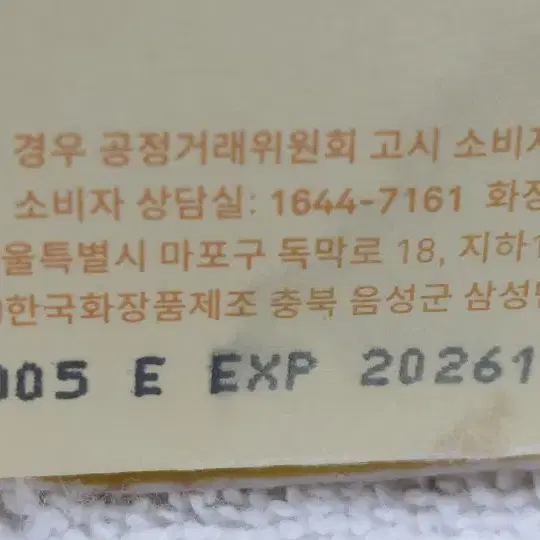 경우 공정거래위원회 고시 소비자
소비자 상담실: 1644-7161 화장
울특별시 마포구 독막로 18, 지하1
한국화장품제조 충북 음성군 삼성면
005 E EXP 20261